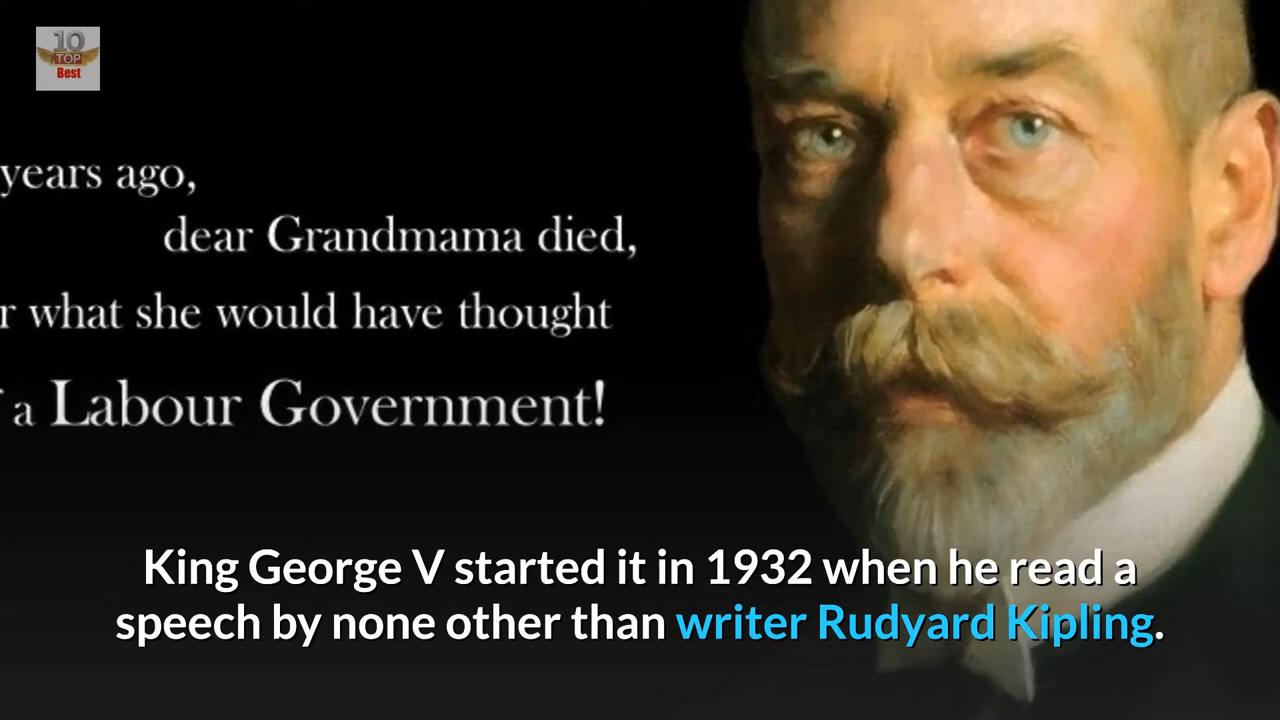 10
TOP
Best
years ago,
dear Grandmama died,
r what she would have thought
a Labour Government!
King George V started it in 1932 when he read a
speech by none other than writer Rudyard Kipling.